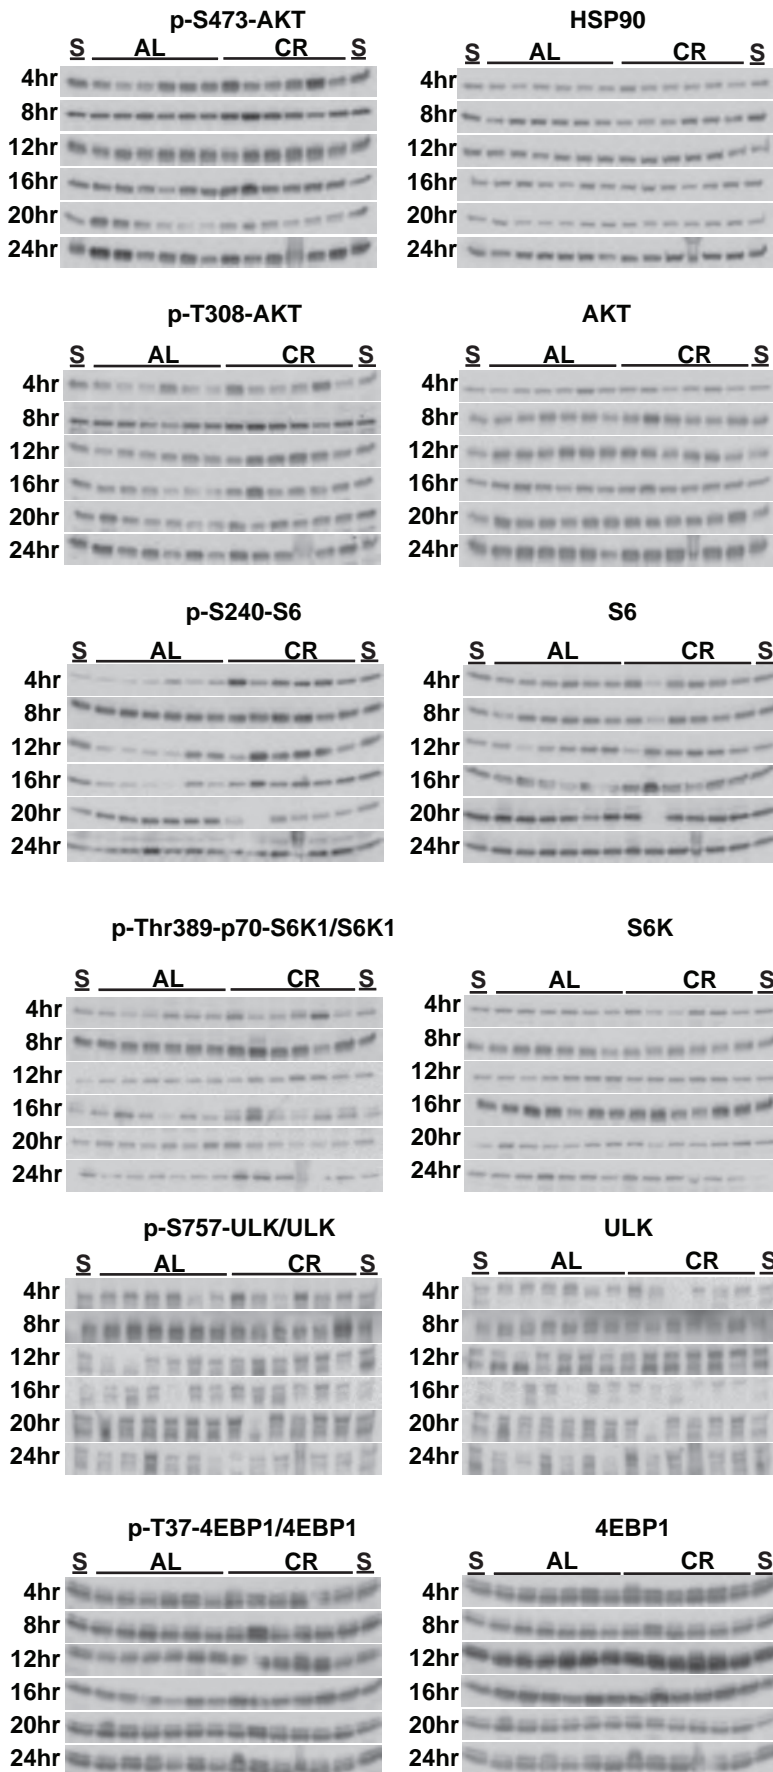 p-S473-AKT
S AL CR S
4hr
8hr
12hr
16hr
20hr
24hr
HSP90
S AL CR S
4hr
8hr
12hr
16hr
20hr
24hr
p-T308-AKT
S AL CR S
4hr
8hr
12hr
16hr
20hr
24hr
AKT
S AL CR S
4hr
8hr
12hr
16hr
20hr
24hr
p-S240-S6
S AL CR S
4hr
8hr
12hr
16hr
20hr
24hr
S6
S AL CR S
4hr
8hr
12hr
16hr
20hr
24hr
p-Thr389-p70-S6K1/S6K1
S AL CR S
4hr
8hr
12hr
16hr
20hr
24hr
S6K
S AL CR S
4hr
8hr
12hr
16hr
20hr
24hr
p-S757-ULK/ULK
S AL CR S
4hr
8hr
12hr
16hr
20hr
24hr
ULK
S AL CR S
4hr
8hr
12hr
16hr
20hr
24hr
p-T37-4EBP1/4EBP1
S AL CR S
4hr
8hr
12hr
16hr
20hr
24hr
4EBP1
S AL CR S
4hr
8hr
12hr
16hr
20hr
24hr